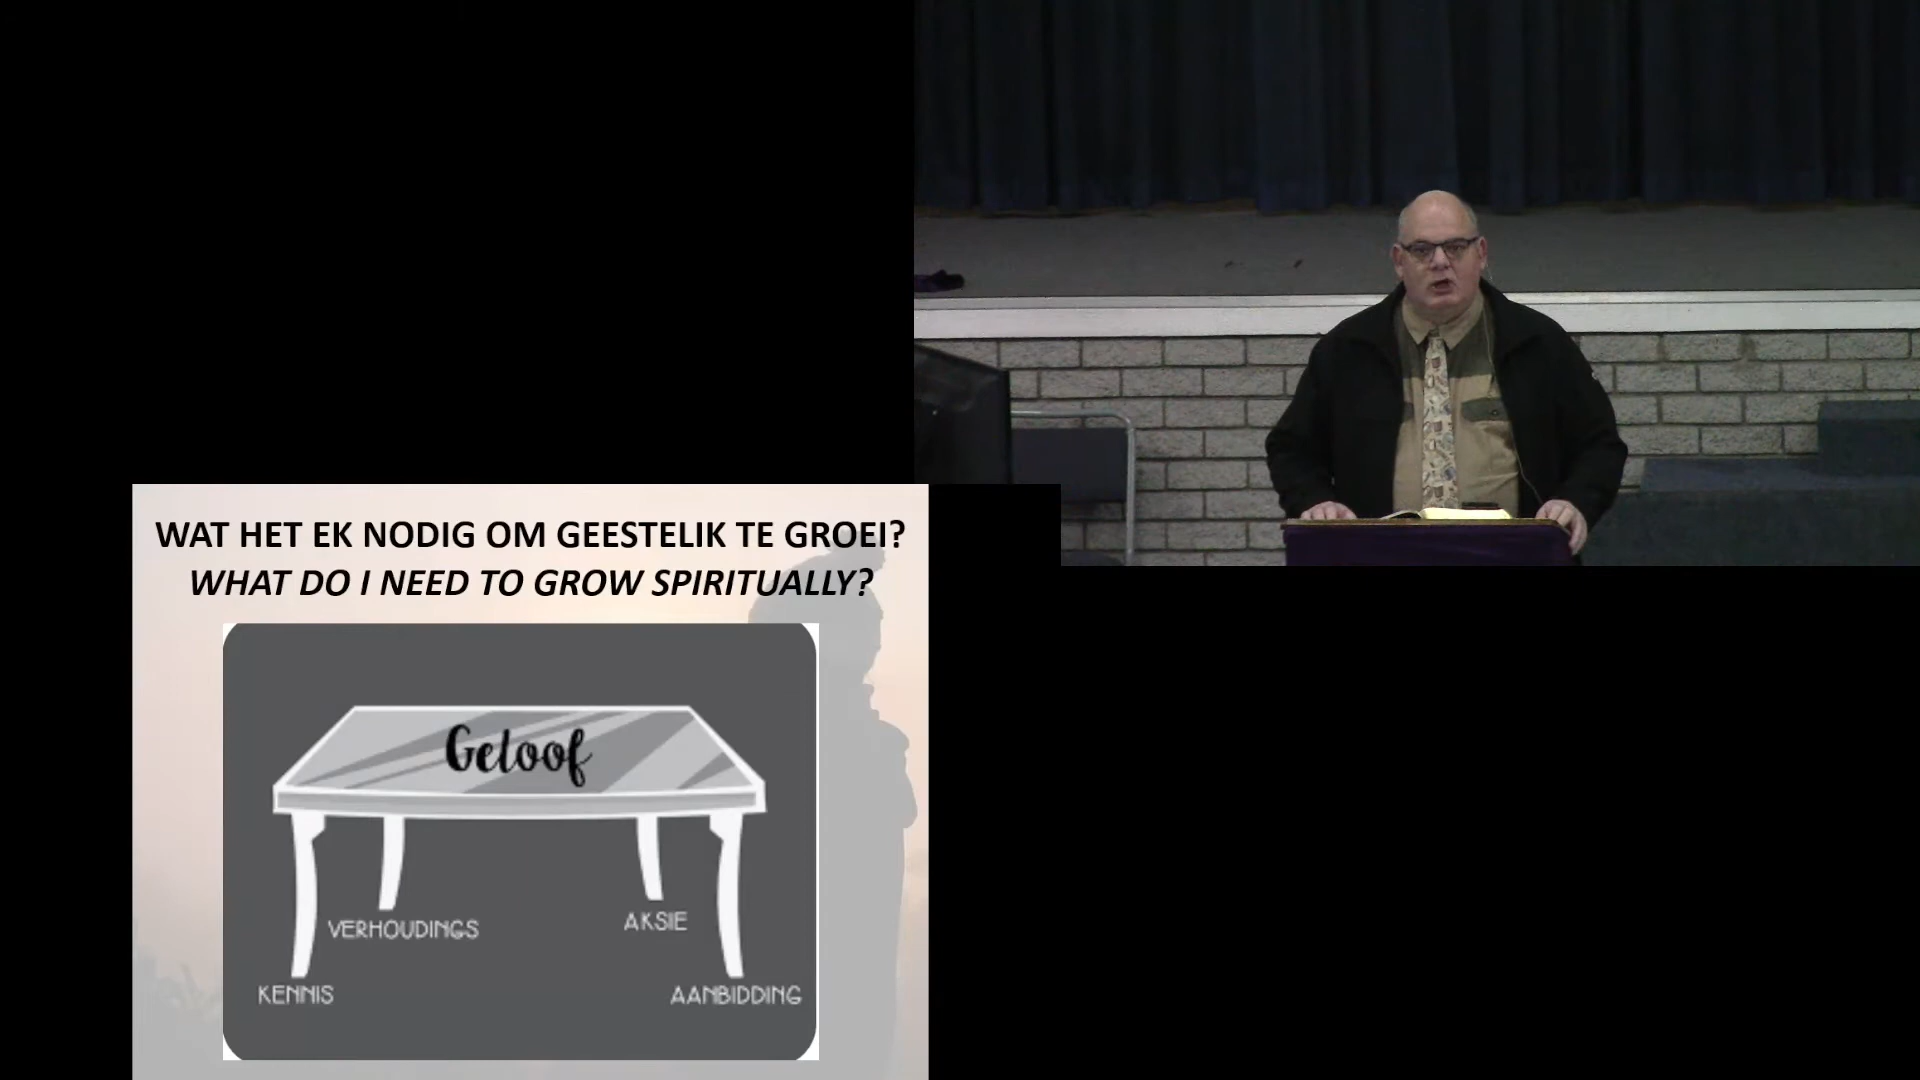 WAT HET EK NODIG OM GEESTELIK TE GROEI?
WHAT DO I NEED TO GROW SPIRITUALLY?
Geloof
VERHOUDINGS
AKSIE
KENNIS
AANBIDDING